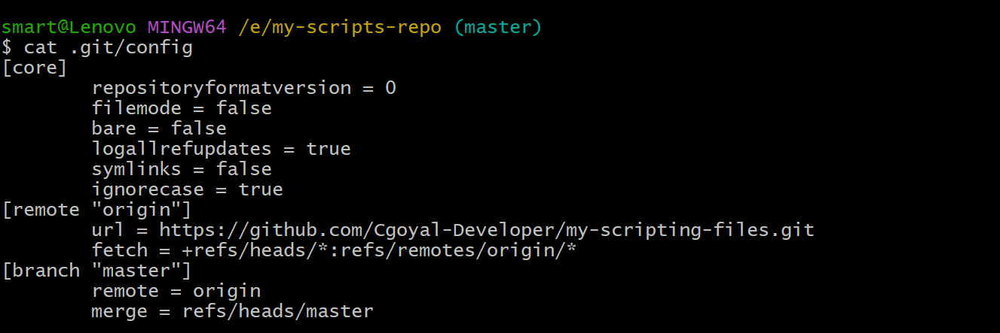 smart@Lenovo MINGW64 /e/my-scripts-repo (master)
$ cat .git/config
[core]
        repositoryformatversion = 0
        filemode = false
        bare = false
        logallrefupdates = true
        symlinks = false
        ignorecase = true
[remote "origin"]
        url = https://github.com/Cgoyal-Developer/my-scripting-files.git
        fetch = +refs/heads/*:refs/remotes/origin/*
[branch "master"]
        remote = origin
        merge = refs/heads/master